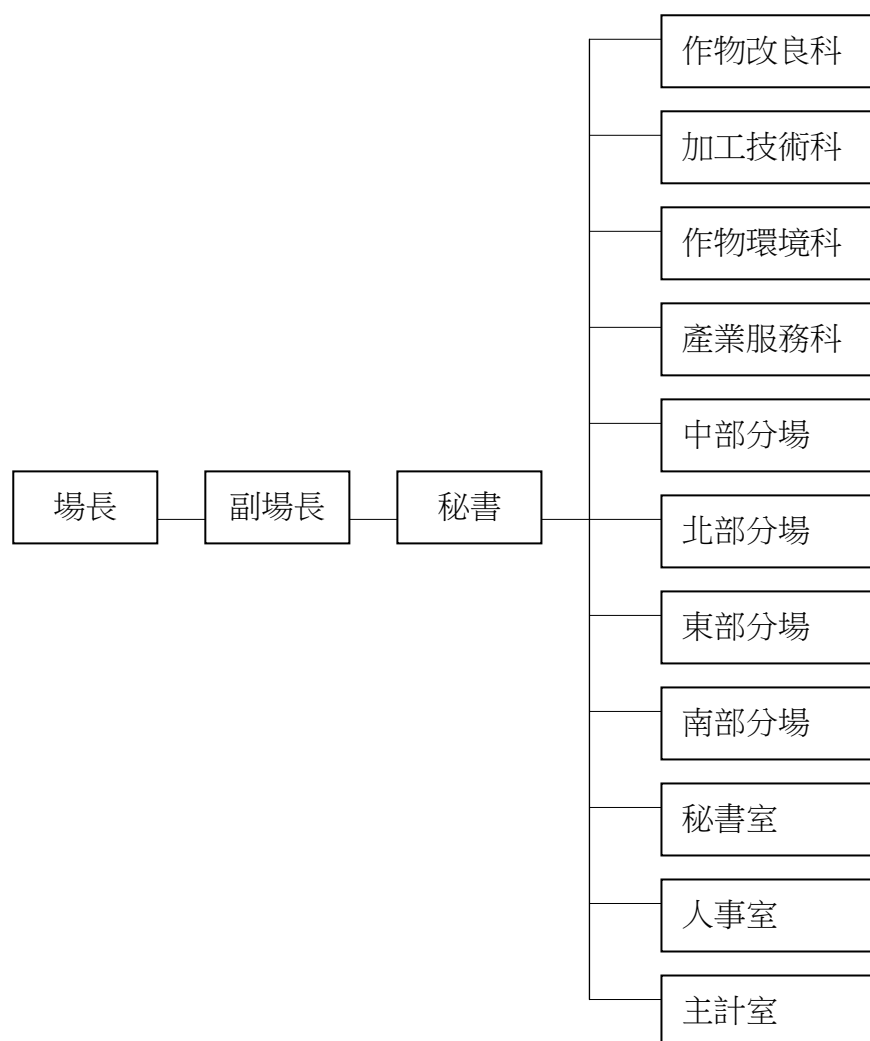 場長
副場長
秘書
作物改良科
加工技術科
作物環境科
產業服務科
中部分場
北部分場
東部分場
南部分場
秘書室
人事室
主計室